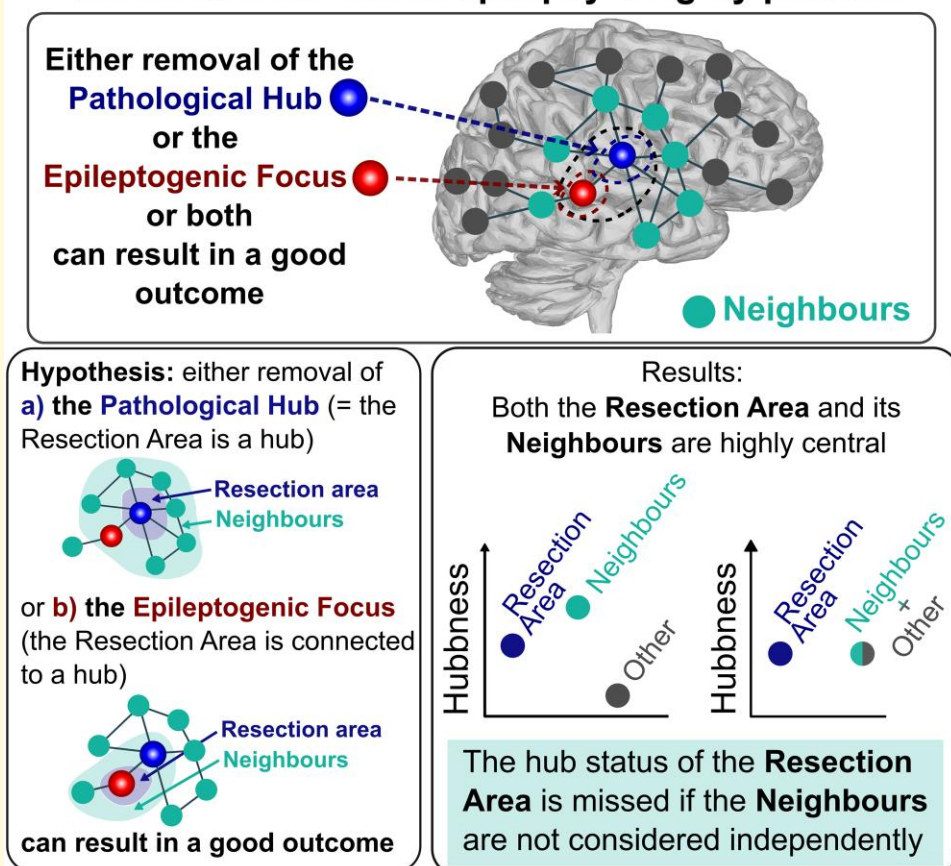 Either removal of the
Pathological Hub
or the
Epileptogenic Focus
or both
can result in a good
outcome
Neighbours
Hypothesis: either removal of
a) the Pathological Hub (= the
Resection Area is a hub)
Resection area
Neighbours
or b) the Epileptogenic Focus
(the Resection Area is connected
to a hub)
Resection area
Neighbours
can result in a good outcome
Results:
Both the Resection Area and its
Neighbours are highly central
Hubbness
Resection
Area
Neighbours
Other
Hubbness
Resection
Area
Neighbours
+
Other
The hub status of the Resection
Area is missed if the Neighbours
are not considered independently